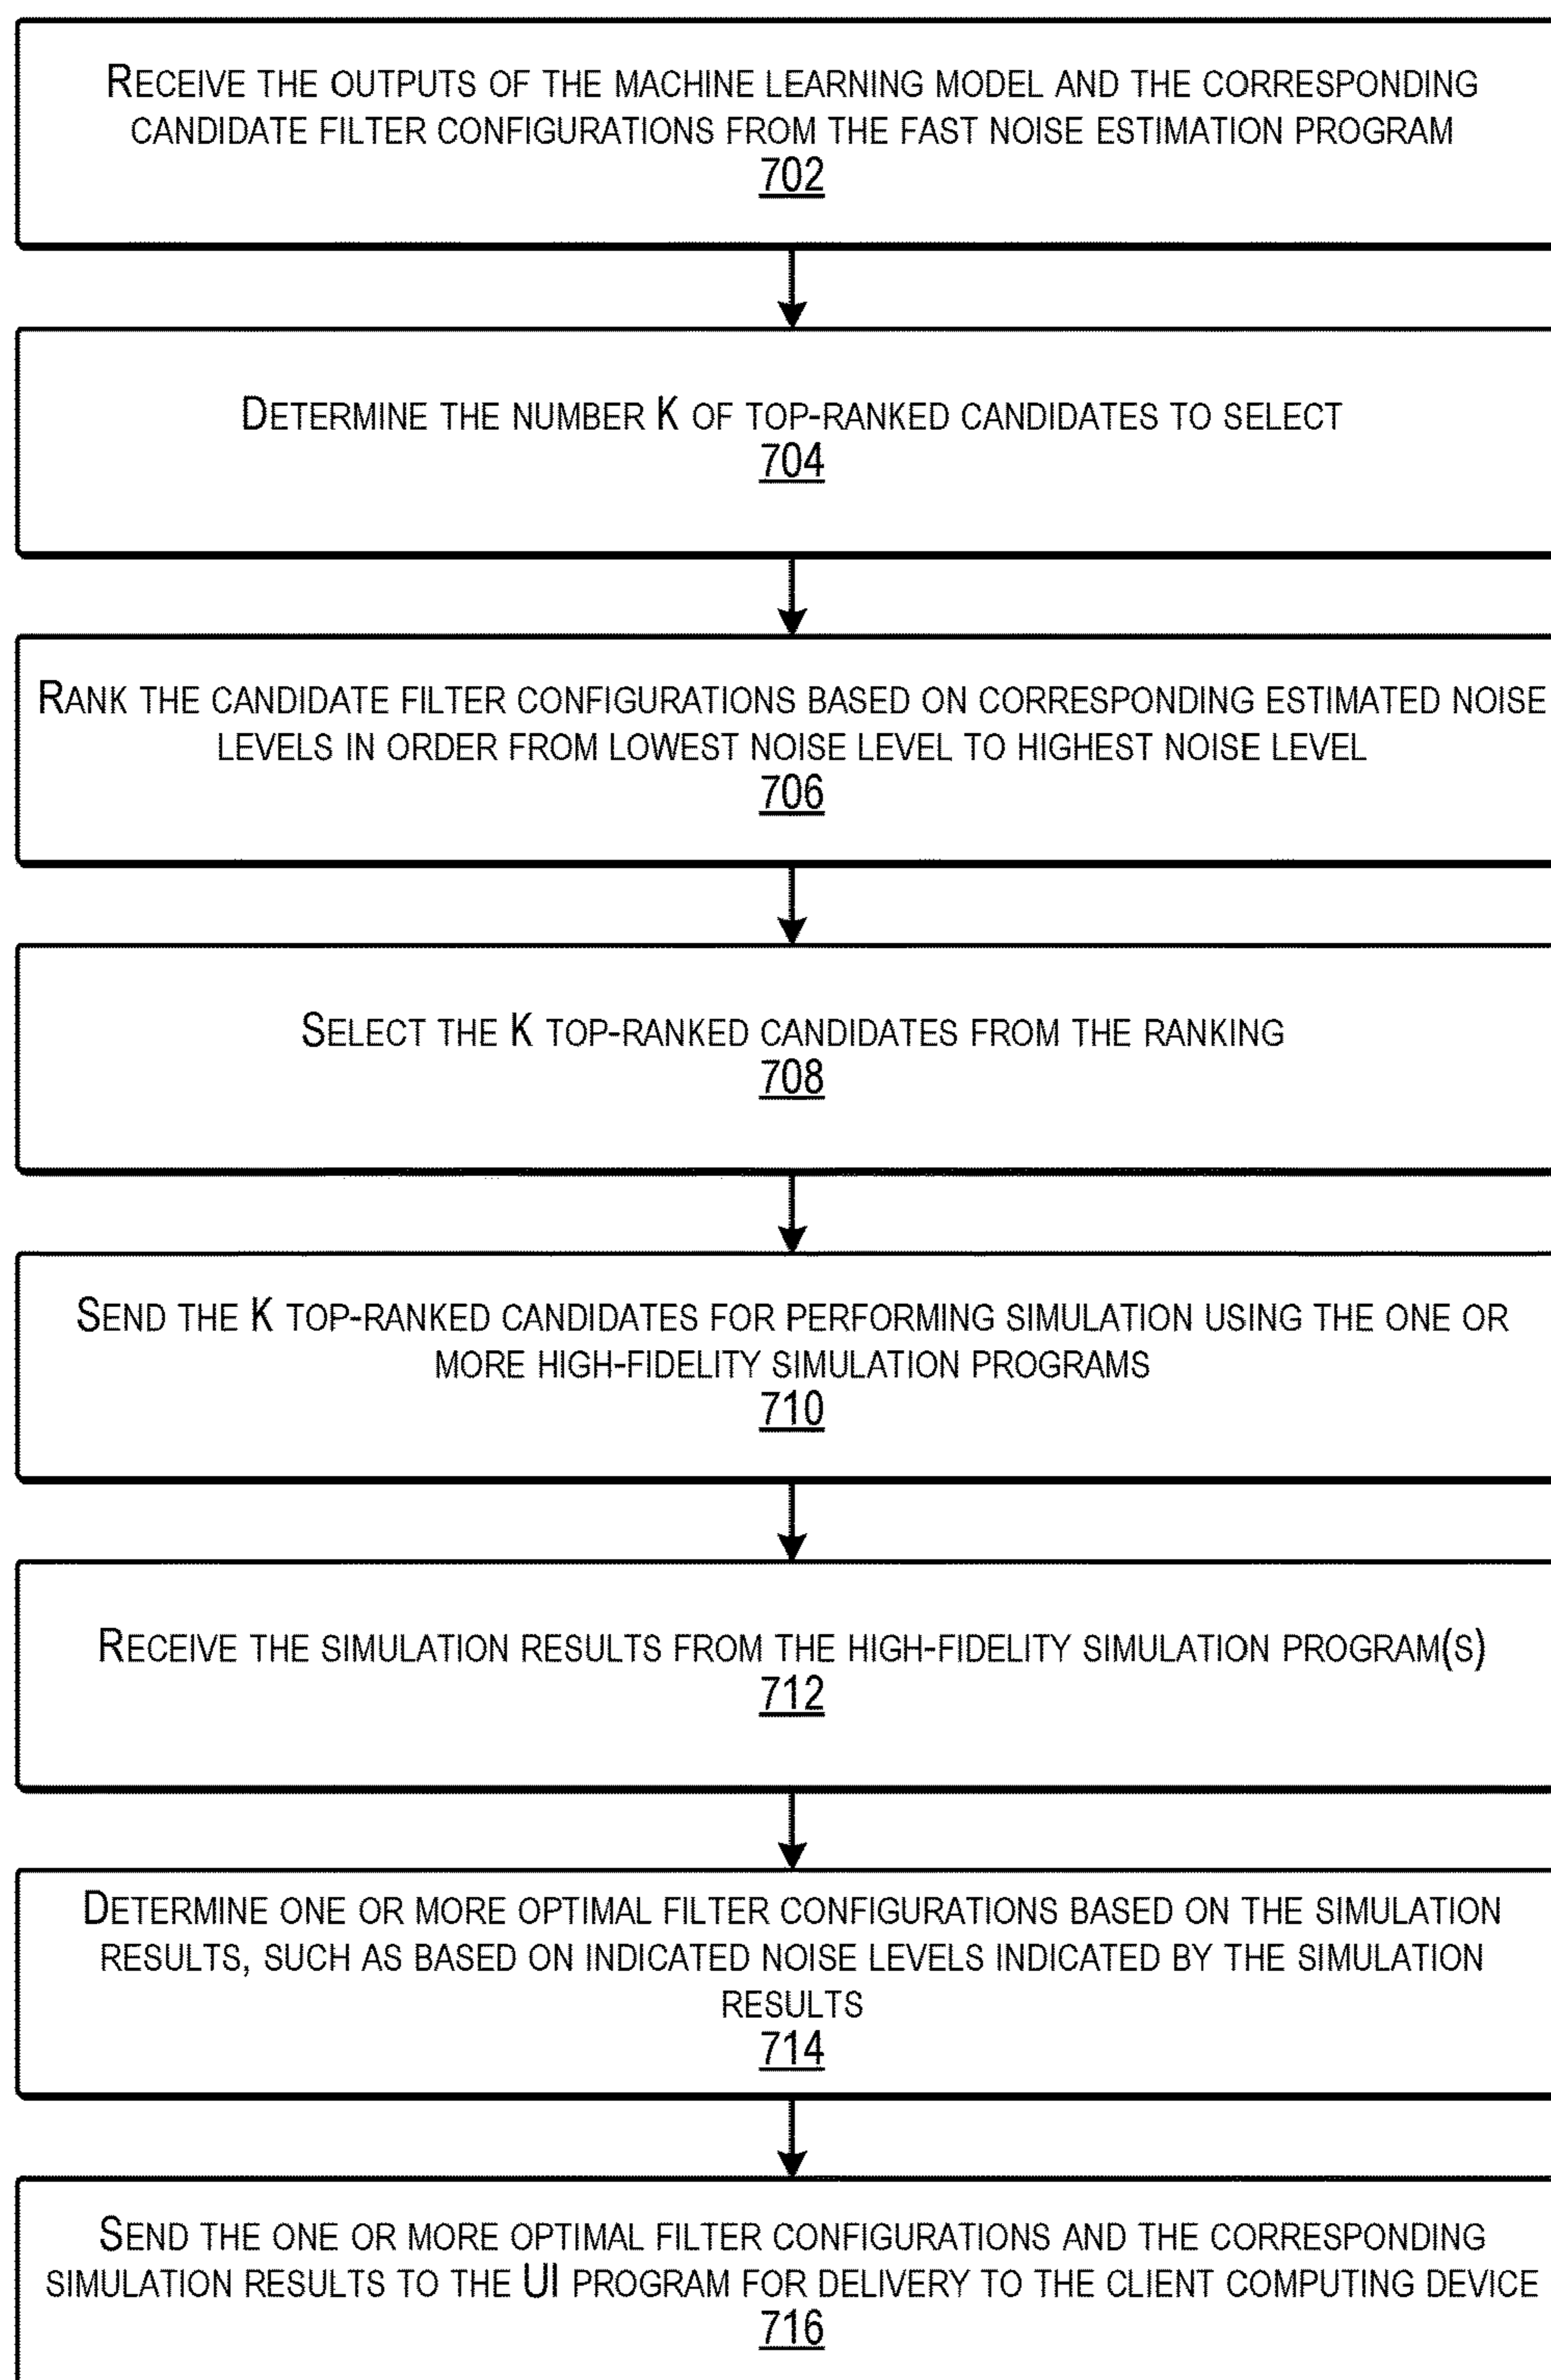 RECEIVE THE OUTPUTS OF THE MACHINE LEARNING MODEL AND THE CORRESPONDING
CANDIDATE FILTER CONFIGURATIONS FROM THE FAST NOISE ESTIMATION PROGRAM
702
DETERMINE THE NUMBER K OF TOP-RANKED CANDIDATES TO SELECT
704
RANK THE CANDIDATE FILTER CONFIGURATIONS BASED ON CORRESPONDING ESTIMATED NOISE
LEVELS IN ORDER FROM LOWEST NOISE LEVEL TO HIGHEST NOISE LEVEL
706
SELECT THE K TOP-RANKED CANDIDATES FROM THE RANKING
708
SEND THE K TOP-RANKED CANDIDATES FOR PERFORMING SIMULATION USING THE ONE OR
MORE HIGH-FIDELITY SIMULATION PROGRAMS
710
RECEIVE THE SIMULATION RESULTS FROM THE HIGH-FIDELITY SIMULATION PROGRAM(S)
712
DETERMINE ONE OR MORE OPTIMAL FILTER CONFIGURATIONS BASED ON THE SIMULATION
RESULTS, SUCH AS BASED ON INDICATED NOISE LEVELS INDICATED BY THE SIMULATION
RESULTS
714
SEND THE ONE OR MORE OPTIMAL FILTER CONFIGURATIONS AND THE CORRESPONDING
SIMULATION RESULTS TO THE UI PROGRAM FOR DELIVERY TO THE CLIENT COMPUTING DEVICE
716